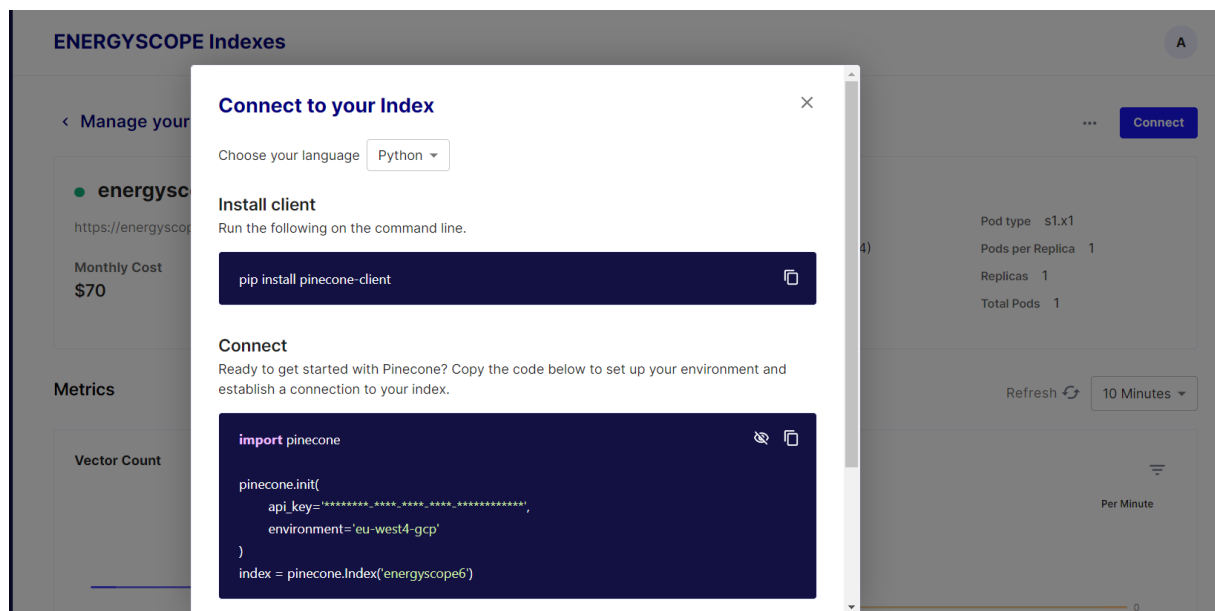 ENERGYSCOPE Indexes
A
Manage your
Connect
energysc
https://energyscop
Monthly Cost
$70
4)
Pod type s1.x1
Pods per Replica 1
Replicas 1
Total Pods 1
Metrics
Refresh
10 Minutes
Vector Count
Per Minute
0
Connect to your Index
Choose your language Python
Install client
Run the following on the command line.
pip install pinecone-client
Connect
Ready to get started with Pinecone? Copy the code below to set up your environment and
establish a connection to your index.
import pinecone
pinecone.init(
api_key='********-****-****-****-************',
environment='eu-west4-gcp'
)
index = pinecone.Index('energyscope6')